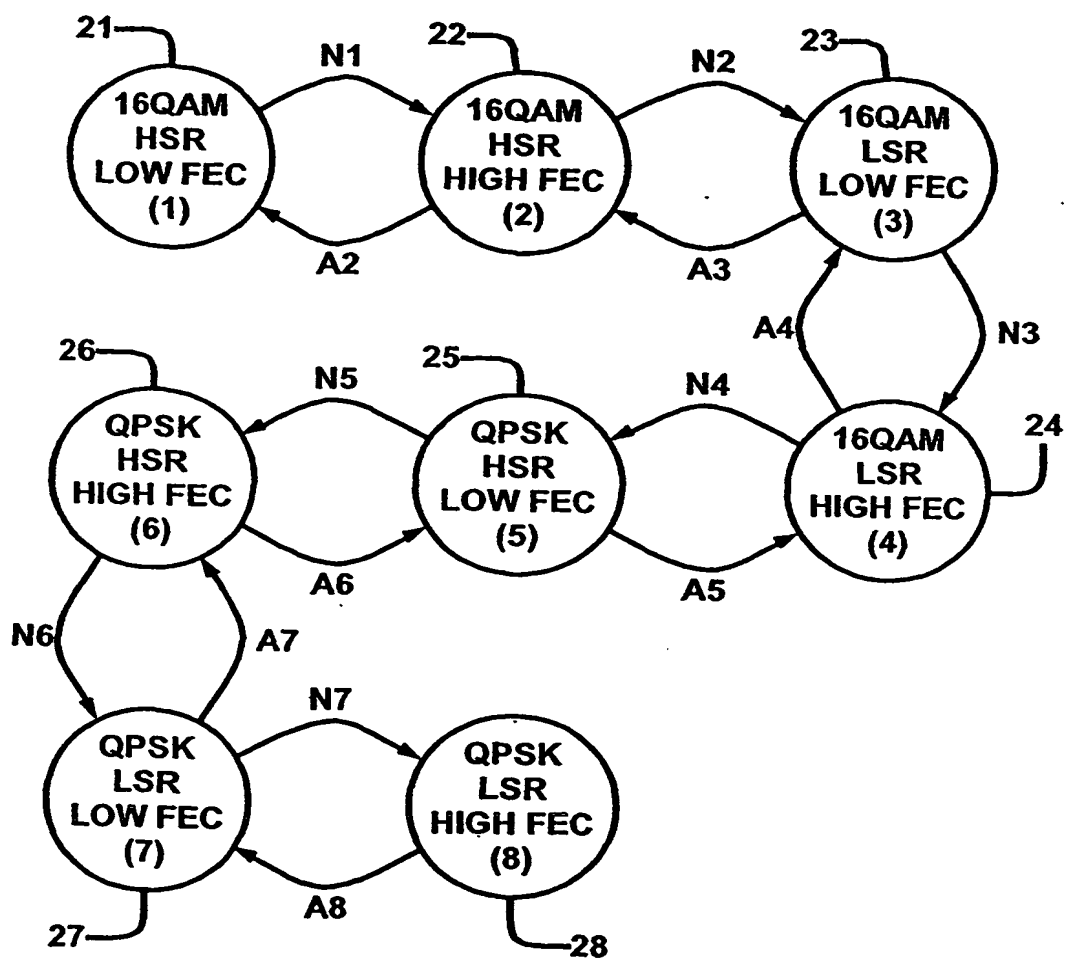 21
22
23
N1
N2
16QAM
HSR
LOW FEC
(1)
16QAM
HSR
HIGH FEC
(2)
16QAM
LSR
LOW FEC
(3)
A2
A3
A4
N3
26
25
24
N5
N4
QPSK
HSR
HIGH FEC
(6)
QPSK
HSR
LOW FEC
(5)
16QAM
LSR
HIGH FEC
(4)
A6
A5
N6
A7
N7
QPSK
LSR
LOW FEC
(7)
QPSK
LSR
HIGH FEC
(8)
A8
27
28